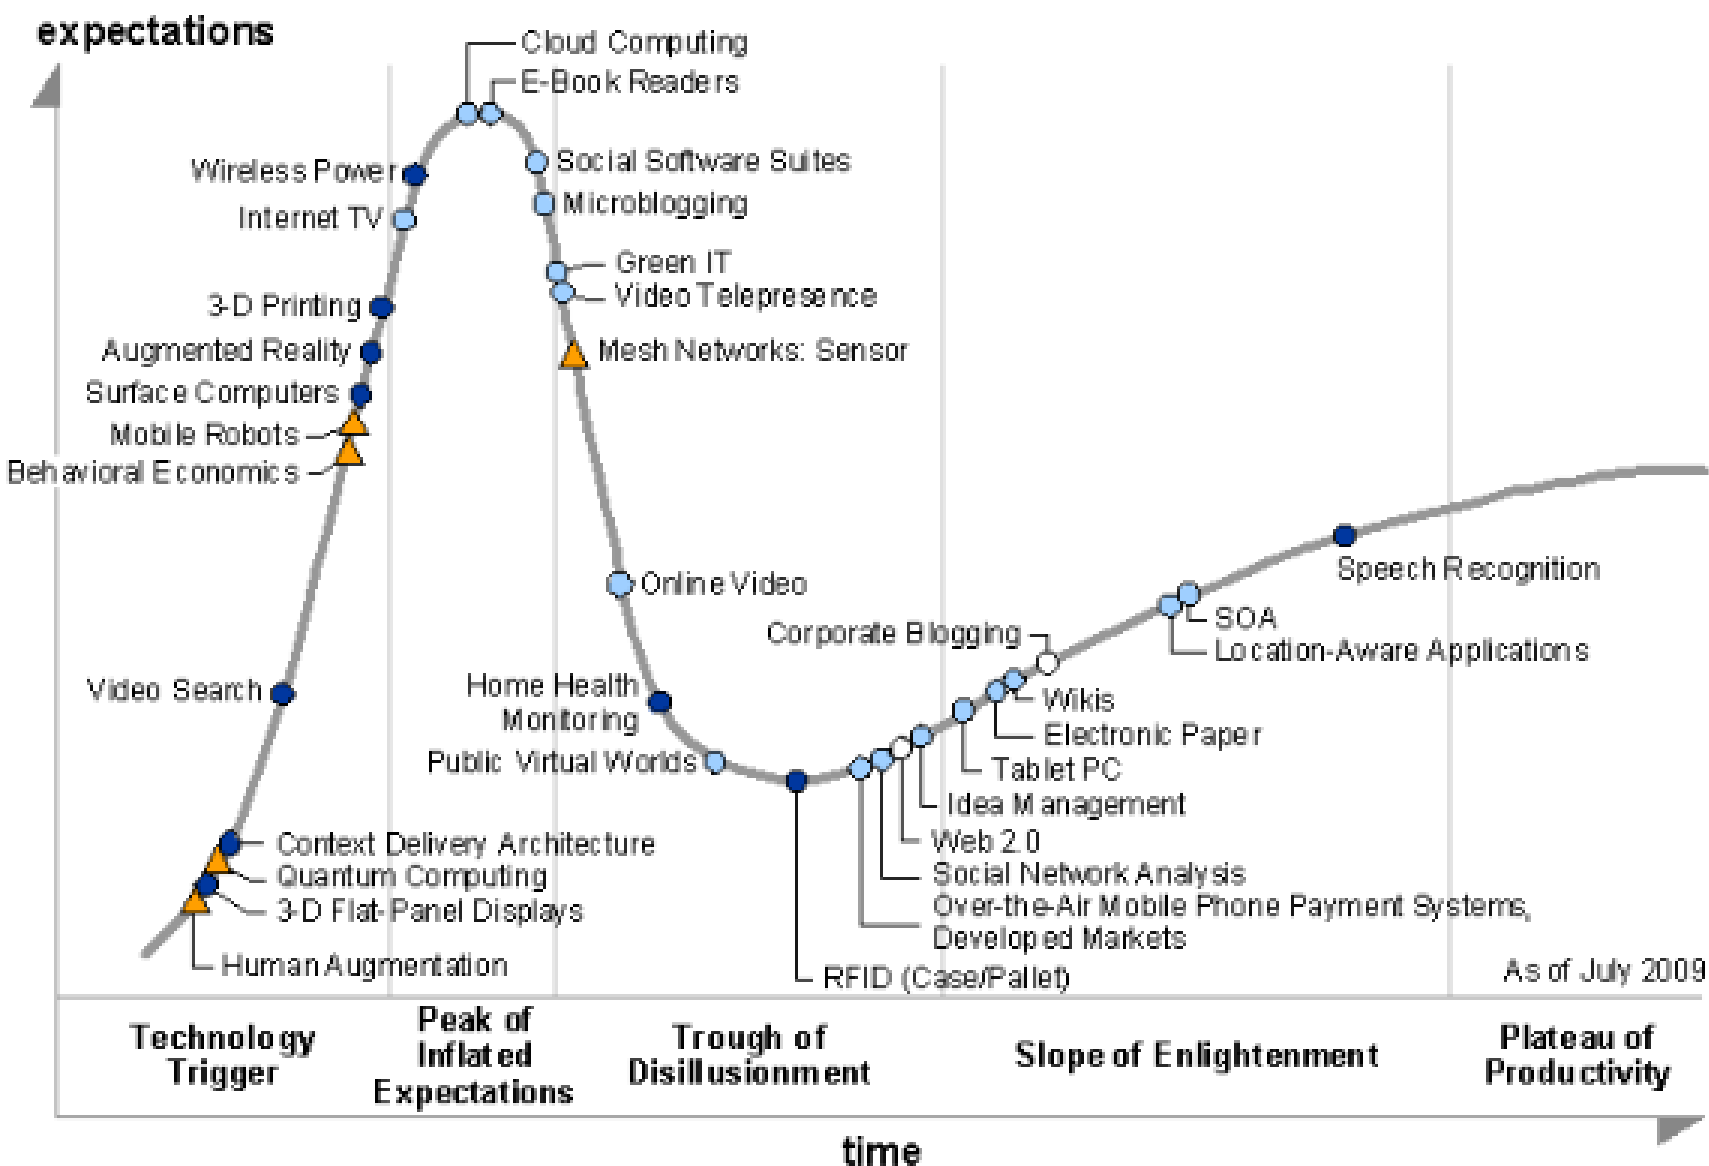 expectations
Cloud Computing
E-Book Readers
Wireless Power
Social Software Suites
Internet TV
Microblogging
Green IT
3-D Printing
Video Telepresence
Augmented Reality
Mesh Networks: Sensor
Surface Computers
Mobile Robots
Behavioral Economics
Speech Recognition
Online Video
SOA
Corporate Blogging
Location-Aware Applications
Video Search
Home Health
Monitoring
Wikis
Electronic Paper
Public Virtual Worlds
Tablet PC
Idea Management
Web 2.0
Context Delivery Architecture
Social Network Analysis
Quantum Computing
Over-the-Air Mobile Phone Payment Systems,
Developed Markets
3-D Flat-Panel Displays
Human Augmentation
RFID (Case/Pallet)
As of July 2009
Technology
Trigger
Peak of
Inflated
Expectations
Trough of
Disillusionment
Slope of Enlightenment
Plateau of
Productivity
time